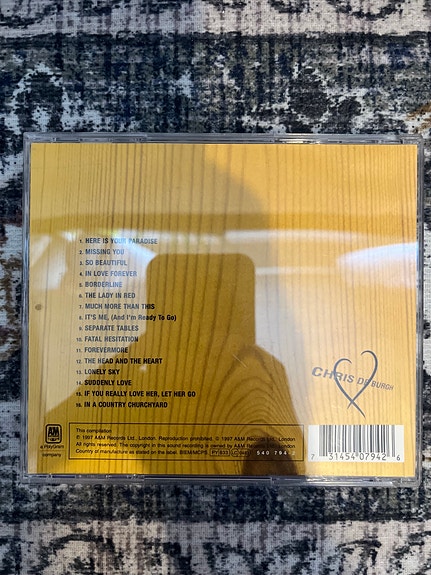 1. HERE IS YOUR PARADISE
2. MISSING YOU
3. SO BEAUTIFUL
4. IN LOVE FOREVER
5. BORDERLINE
6. THE LADY IN RED
7. MUCH MORE THAN THIS
8. IT'S ME, (And I'm Ready To Go)
9. SEPARATE TABLES
10. FATAL HESITATION
11. FOREVERMORE
12. THE HEAD AND THE HEART
13. LONELY SKY
14. SUDDENLY LOVE
15. IF YOU REALLY LOVE HER, LET HER GO
16. IN A COUNTRY CHURCHYARD
CHRIS DE BURGH
A&M
a PolyGram
company
This compilation
℗ 1997 A&M Records Ltd., London. Reproduction prohibited. © 1997 A&M Records Ltd., London.
All rights reserved. The copyright in this sound recording is owned by A&M Records Ltd., London.
Country of manufacture as stated on the label. BIEM/MCPS. 540 794-2
7 31454 07942 6